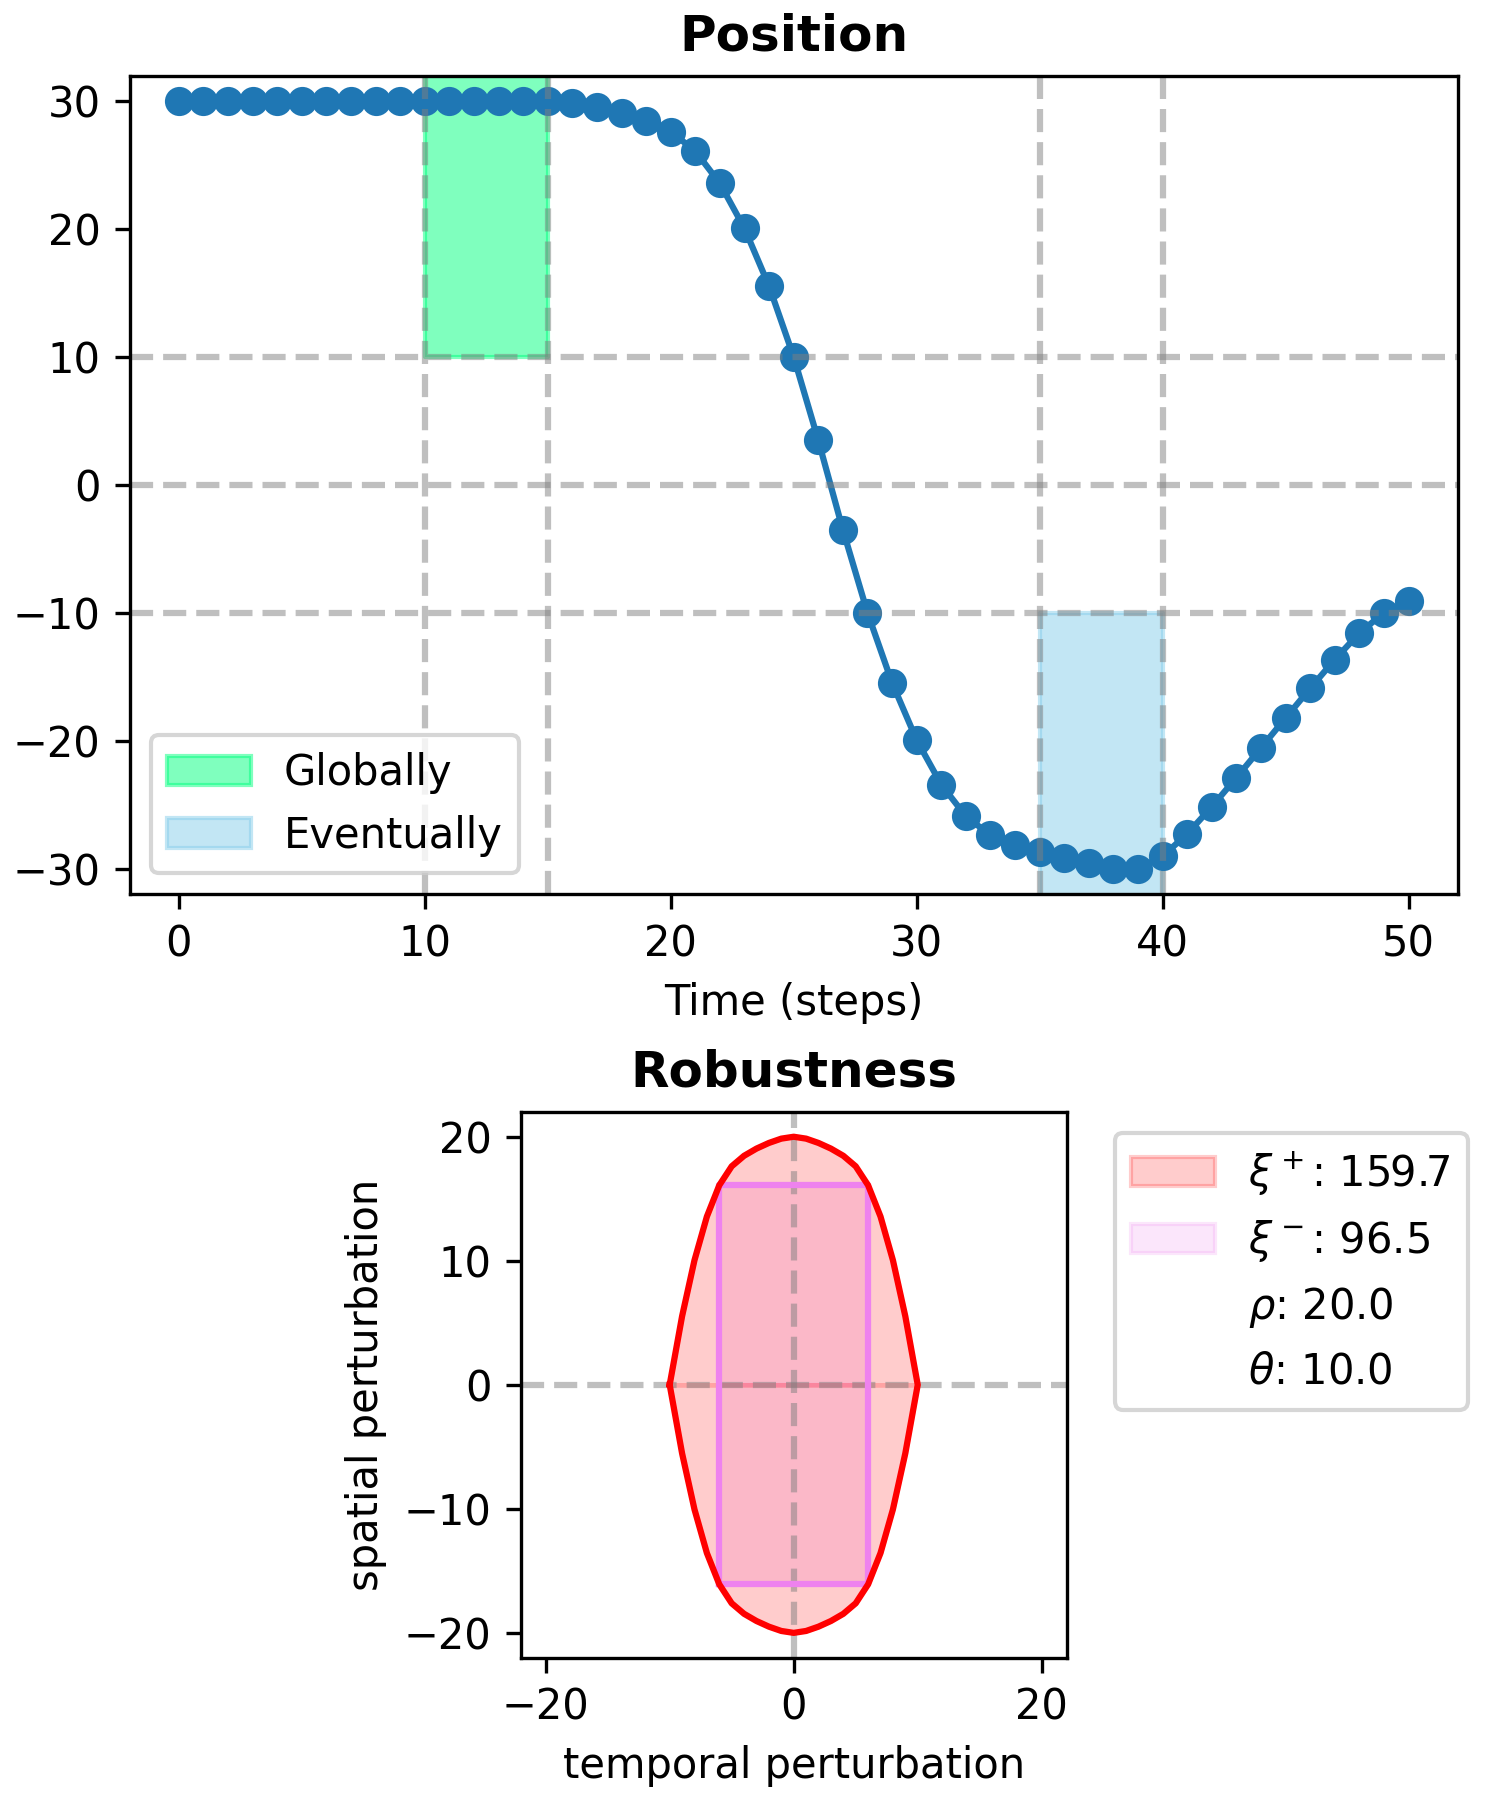 Position
30
20
10
0
−10
−20
−30
Globally
Eventually
0 10 20 30 40 50
Time (steps)
Robustness
20
10
0
−10
−20
spatial perturbation
−20 0 20
temporal perturbation
ξ⁺: 159.7
ξ⁻: 96.5
ρ: 20.0
θ: 10.0